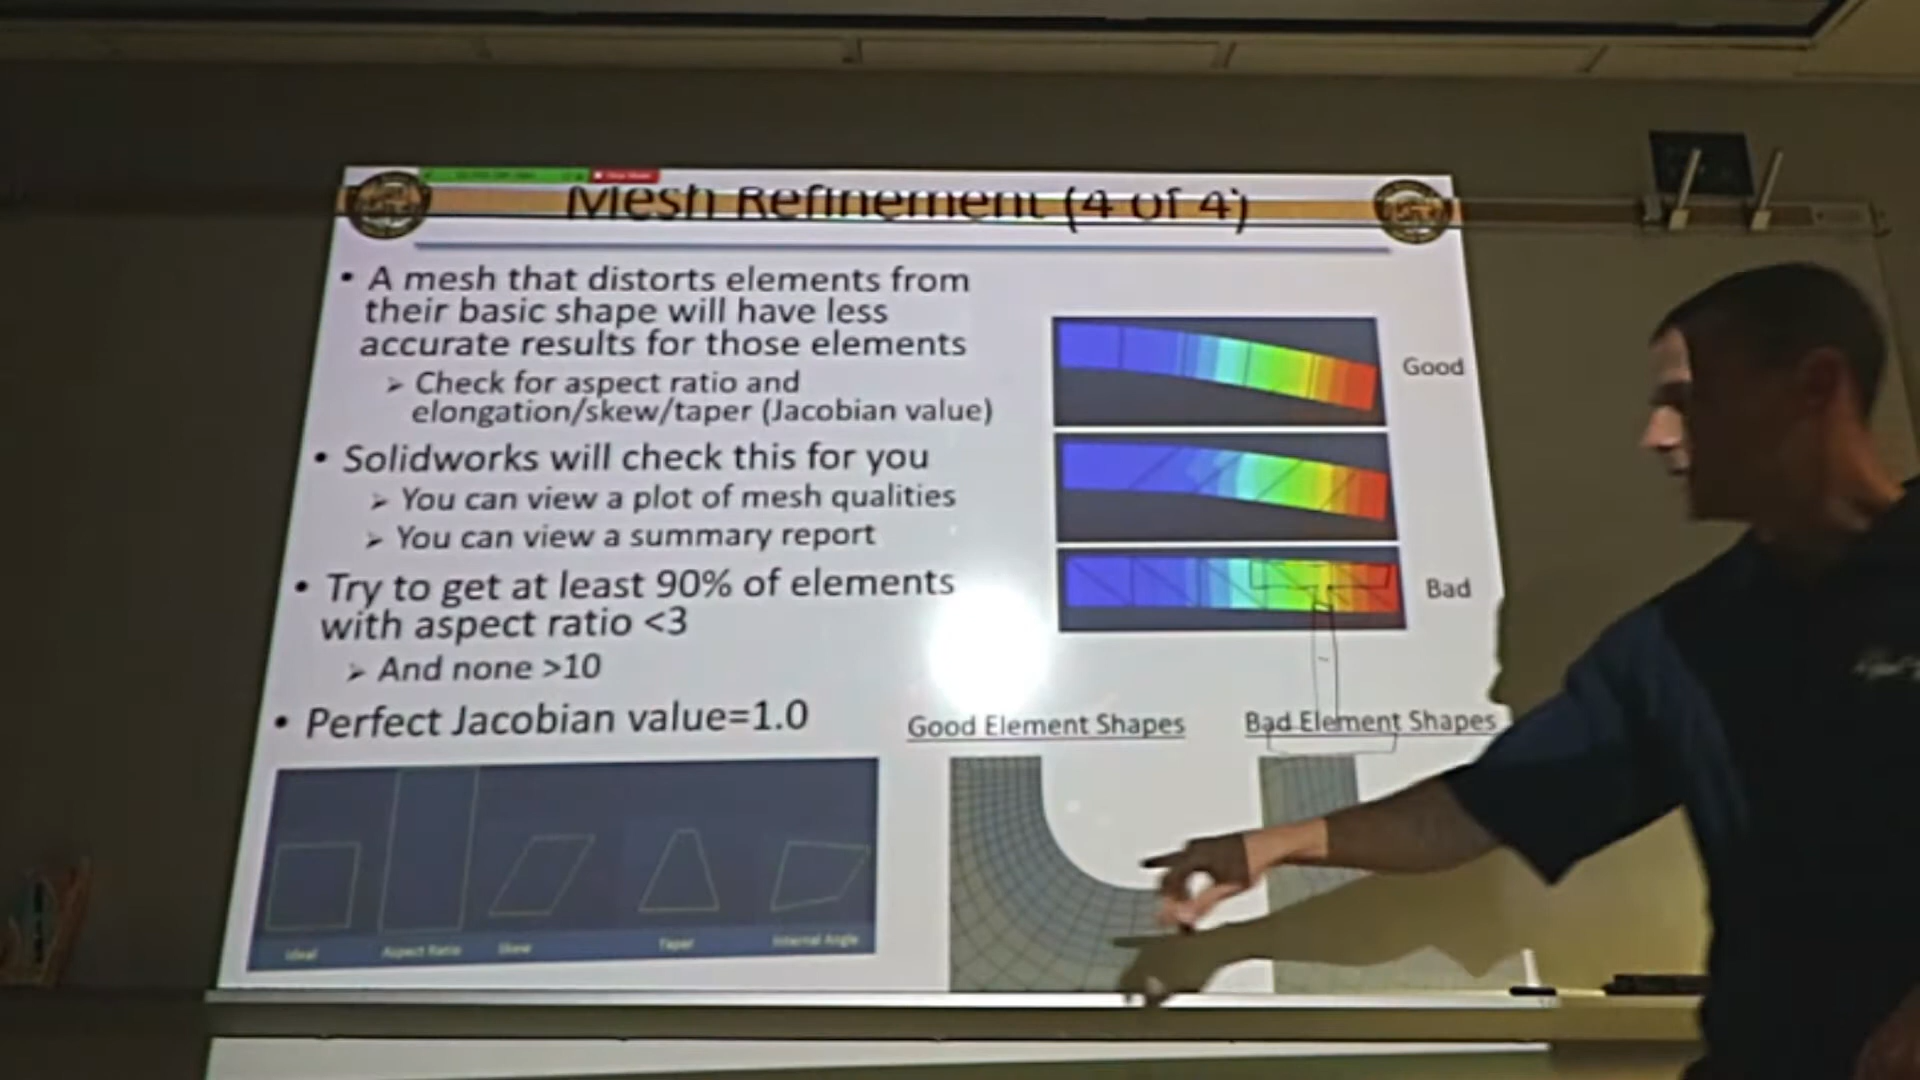 Mesh Refinement (4 of 4)
• A mesh that distorts elements from
their basic shape will have less
accurate results for those elements
➢ Check for aspect ratio and
elongation/skew/taper (Jacobian value)
• Solidworks will check this for you
➢ You can view a plot of mesh qualities
➢ You can view a summary report
• Try to get at least 90% of elements
with aspect ratio <3
➢ And none >10
• Perfect Jacobian value=1.0
Good
Bad
Good Element Shapes
Bad Element Shapes
Ideal
Aspect Ratio
Skew
Taper
Internal Angle